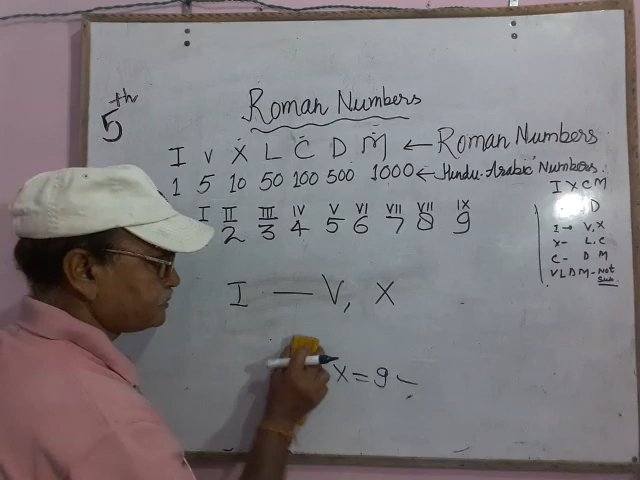 5th
Roman Numbers
I V X L C D M ← Roman Numbers
1 5 10 50 100 500 1000 ← Hindu-Arabic Numbers.
I II III IV V VI VII VII IX
2 3 4 5 6 7 8 9
I — V, X
X = 9
I X C M
D
I → V, X
X - L, C
C - D M
V L D M - Not
Sub.